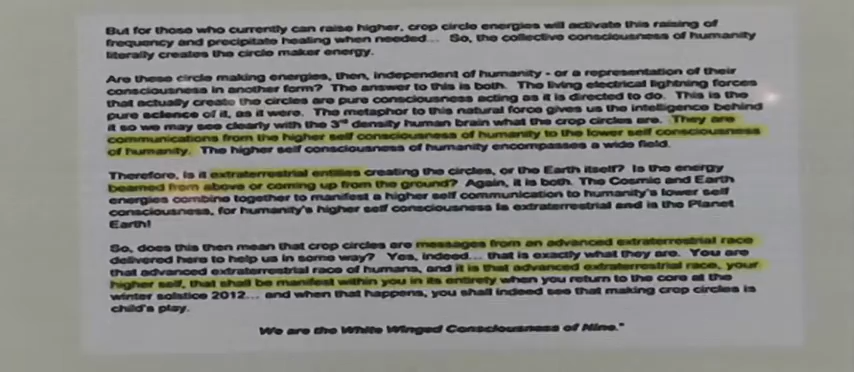 But for those who currently can raise higher, crop circle energies will activate this raising of
frequency and precipitate healing when needed... So, the collective consciousness of humanity
literally creates the circle maker energy.
Are these circle making energies, then, independent of humanity - or a representation of their
consciousness in another form? The answer to this is both. The living electrical lightning forces
that actually create the circles are pure consciousness acting as it is directed to do. This is the
pure science of it, as it were. The metaphor to this natural force gives us the intelligence behind
it so we may see clearly with the 3rd density human brain what the crop circles are. They are
communications from the higher self consciousness of humanity to the lower self consciousness
of humanity. The higher self consciousness of humanity encompasses a wide field.
Therefore, is it extraterrestrial entities creating the circles, or the Earth itself? Is the energy
beamed from above or coming up from the ground? Again, it is both. The Cosmic and Earth
energies combine together to manifest a higher self communication to humanity's lower self
consciousness, for humanity's higher self consciousness is extraterrestrial and is the Planet
Earth!
So, does this then mean that crop circles are messages from an advanced extraterrestrial race
delivered here to help us in some way? Yes, indeed... that is exactly what they are. You are
that advanced extraterrestrial race of humans, and it is that advanced extraterrestrial race, your
higher self, that shall be manifest within you in its entirety when you return to the core at the
winter solstice 2012... and when that happens, you shall indeed see that making crop circles is
child's play.
We are the White Winged Consciousness of Nine."